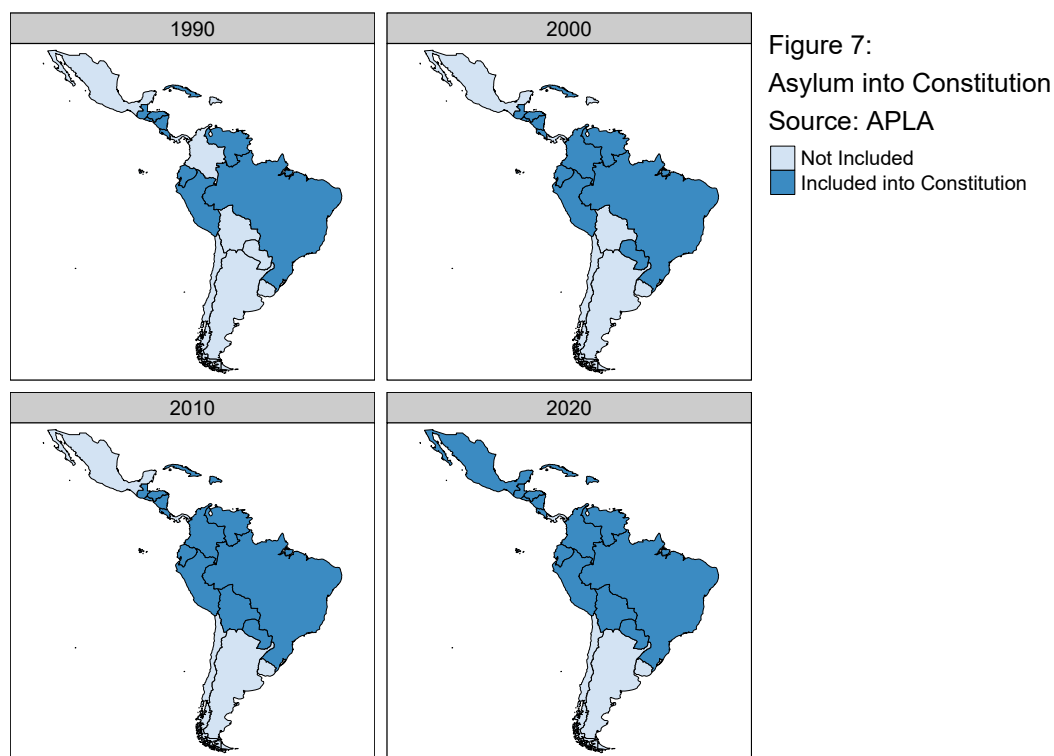 1990
2000
Figure 7:
Asylum into Constitution
Source: APLA
Not Included
Included into Constitution
2010
2020